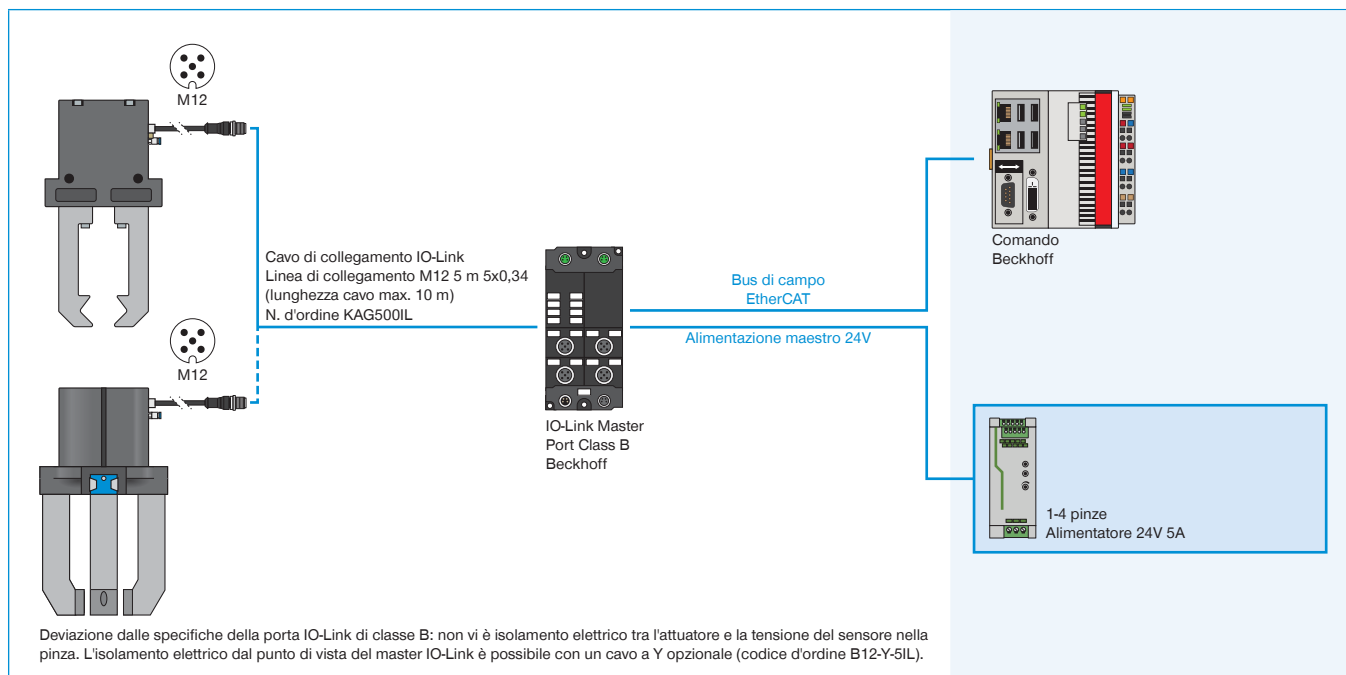 M12
Cavo di collegamento IO-Link
Linea di collegamento M12 5 m 5x0,34
(lunghezza cavo max. 10 m)
N. d'ordine KAG500IL
M12
IO-Link Master
Port Class B
Beckhoff
Bus di campo
EtherCAT
Alimentazione maestro 24V
Comando
Beckhoff
1-4 pinze
Alimentatore 24V 5A
Deviazione dalle specifiche della porta IO-Link di classe B: non vi è isolamento elettrico tra l'attuatore e la tensione del sensore nella
pinza. L'isolamento elettrico dal punto di vista del master IO-Link è possibile con un cavo a Y opzionale (codice d'ordine B12-Y-5IL).